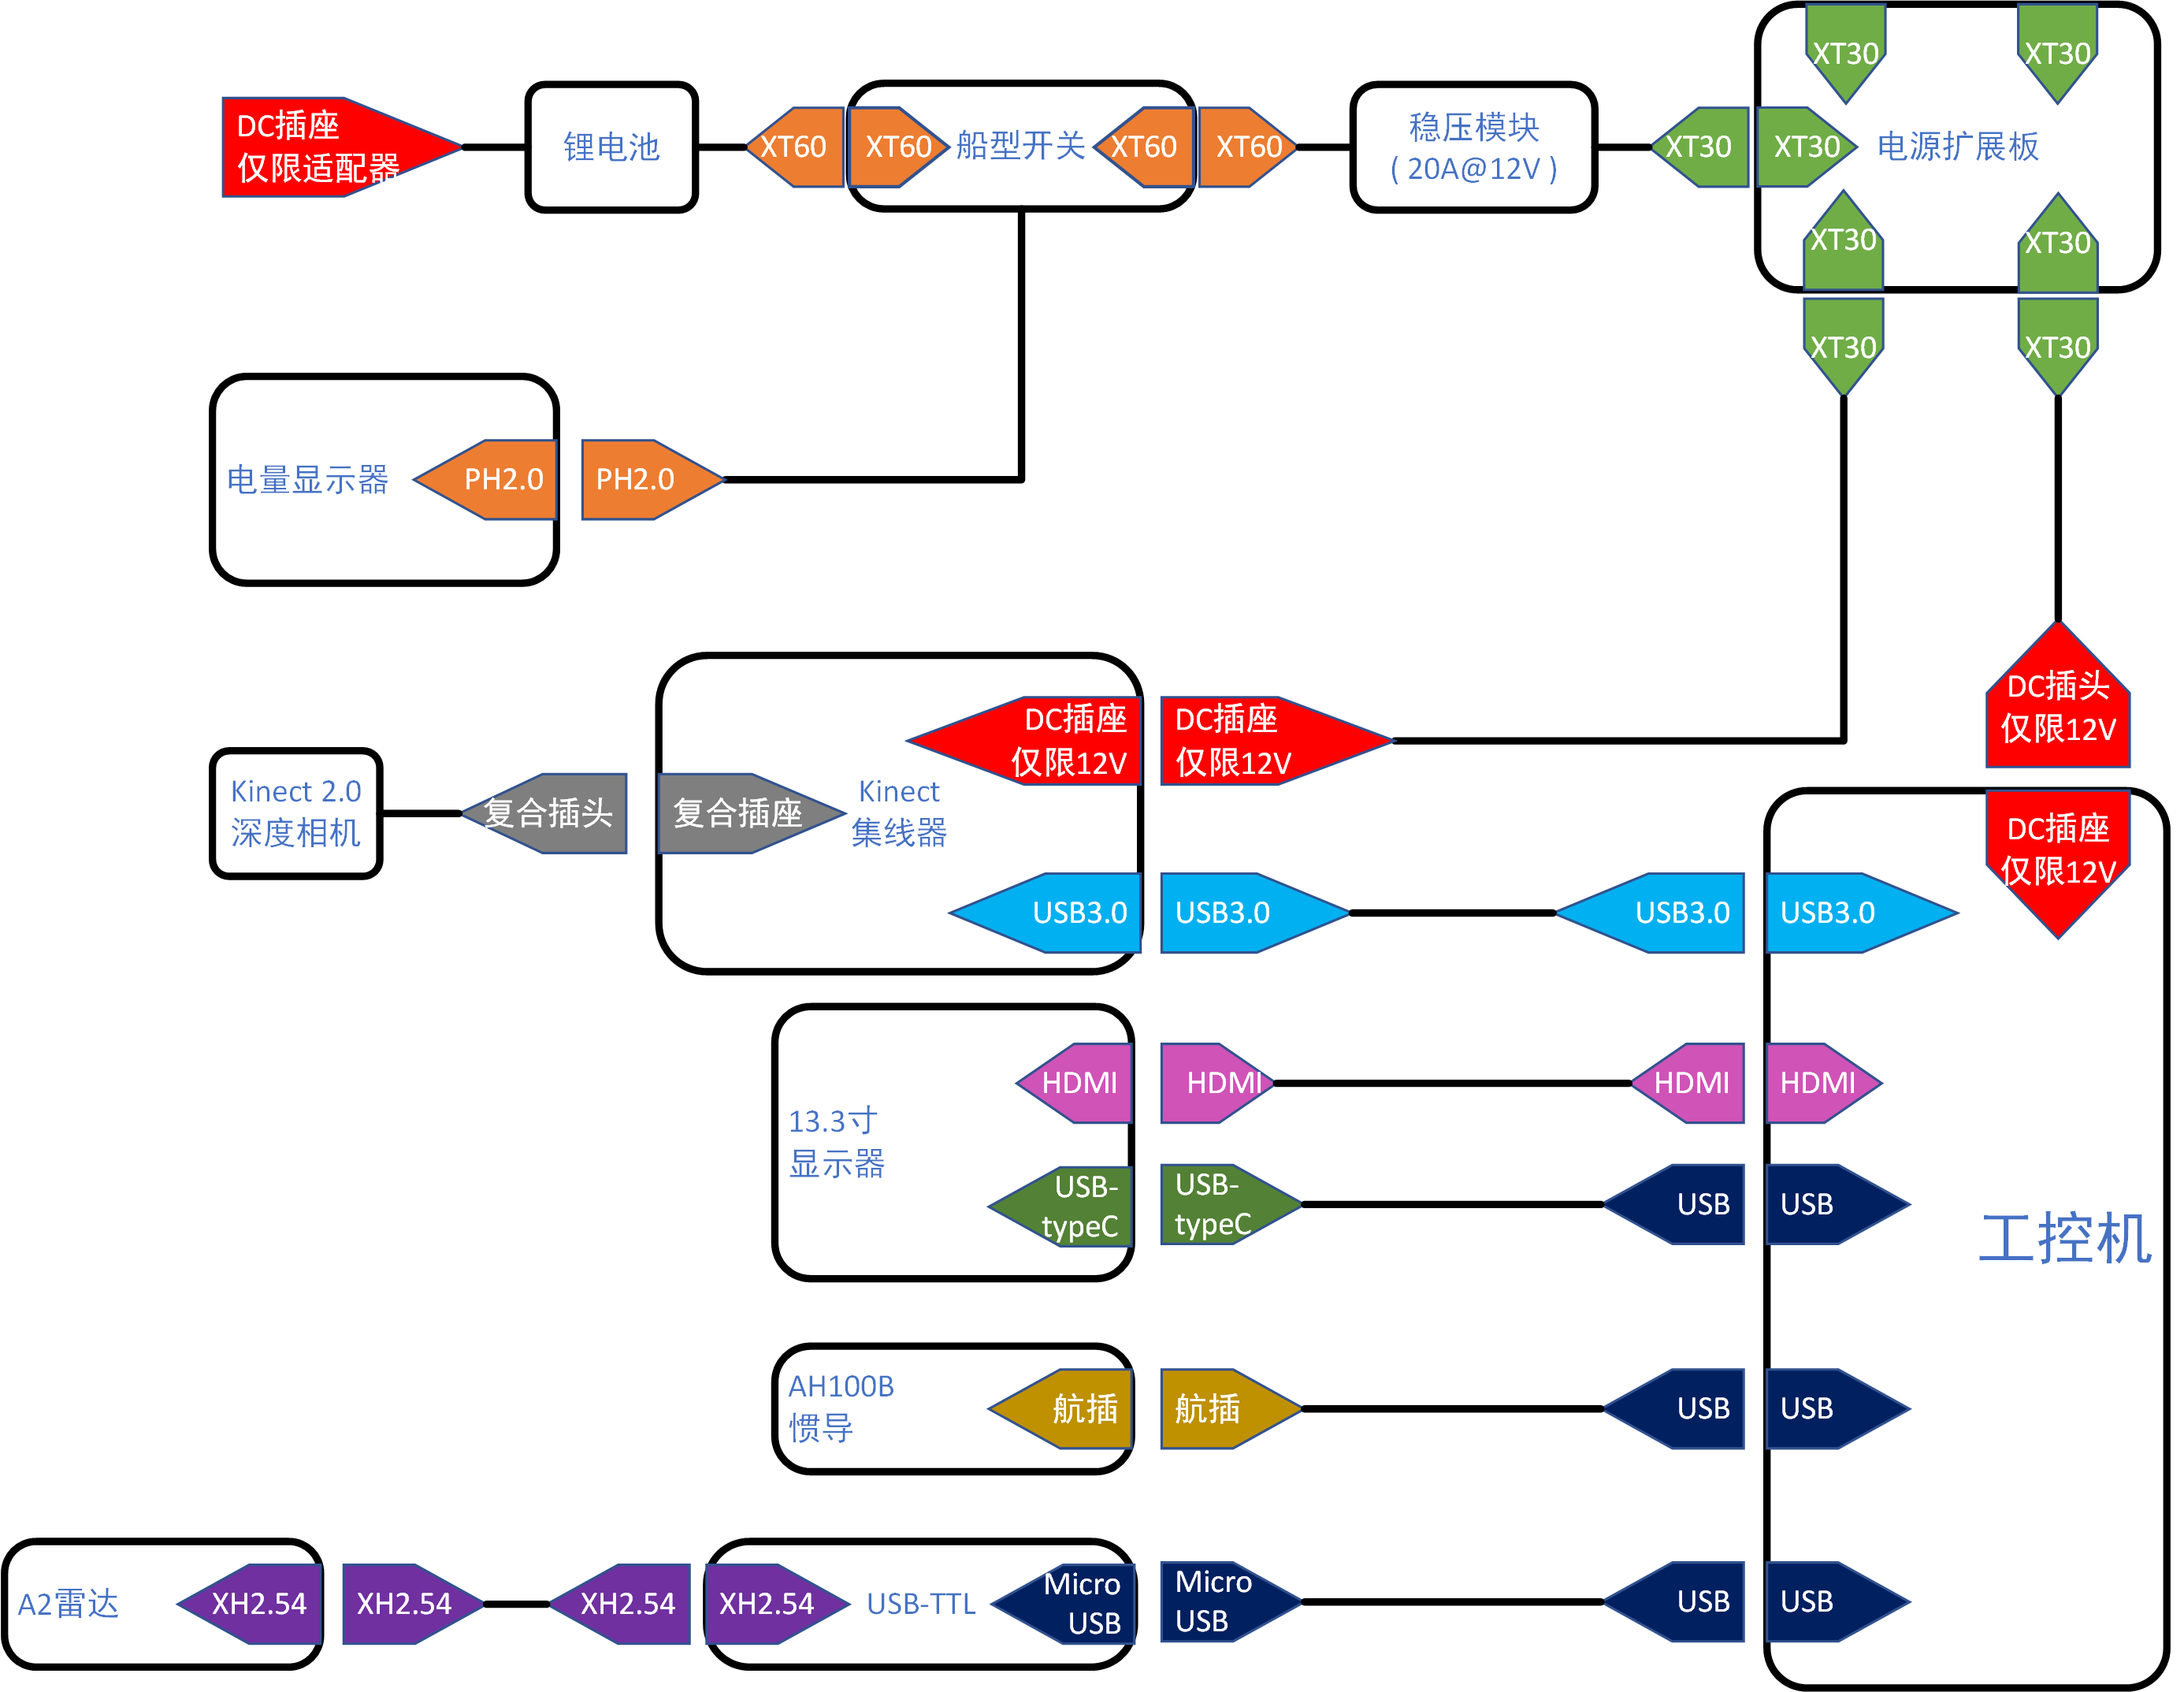 XT30
XT30
DC插座
仅限适配器
锂电池
XT60
XT60
船型开关
XT60
XT60
稳压模块
（20A@12V）
XT30
XT30
电源扩展板
XT30
XT30
XT30
XT30
电量显示器
PH2.0
PH2.0
DC插头
仅限12V
DC插座
仅限12V
DC插座
仅限12V
Kinect 2.0
深度相机
复合插头
复合插座
Kinect
集线器
DC插座
仅限12V
USB3.0
USB3.0
USB3.0
USB3.0
13.3寸
显示器
HDMI
HDMI
HDMI
HDMI
USB-
typeC
USB-
typeC
USB
USB
工控机
AH100B
惯导
航插
航插
USB
USB
A2雷达
XH2.54
XH2.54
XH2.54
XH2.54
USB-TTL
Micro
USB
Micro
USB
USB
USB